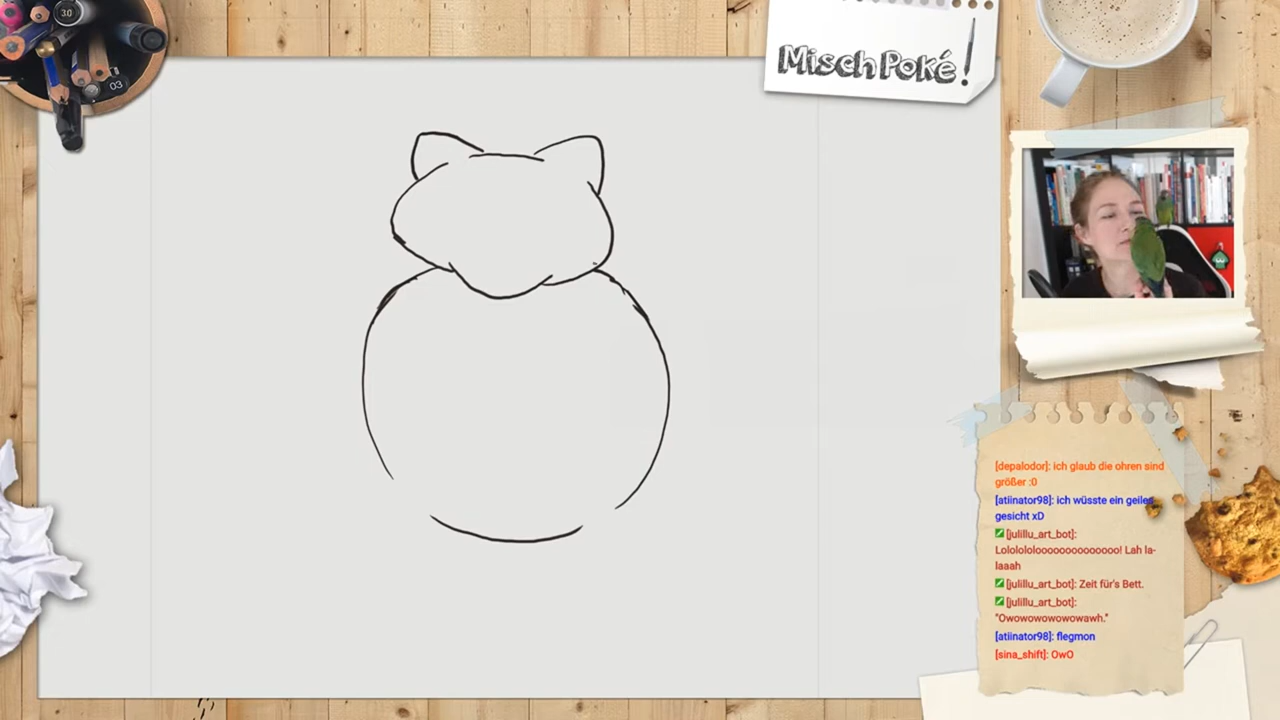 30
03
Misch Poké!
[depalodor]: ich glaub die ohren sind
größer :0
[atiinator98]: ich wüsste ein geiles
gesicht xD
[julillu_art_bot]:
Lololololoooooooooooooo! Lah la-
laaah
[julillu_art_bot]: Zeit für's Bett.
[julillu_art_bot]:
"Owowowowowowawh."
[atiinator98]: flegmon
[sina_shift]: OwO